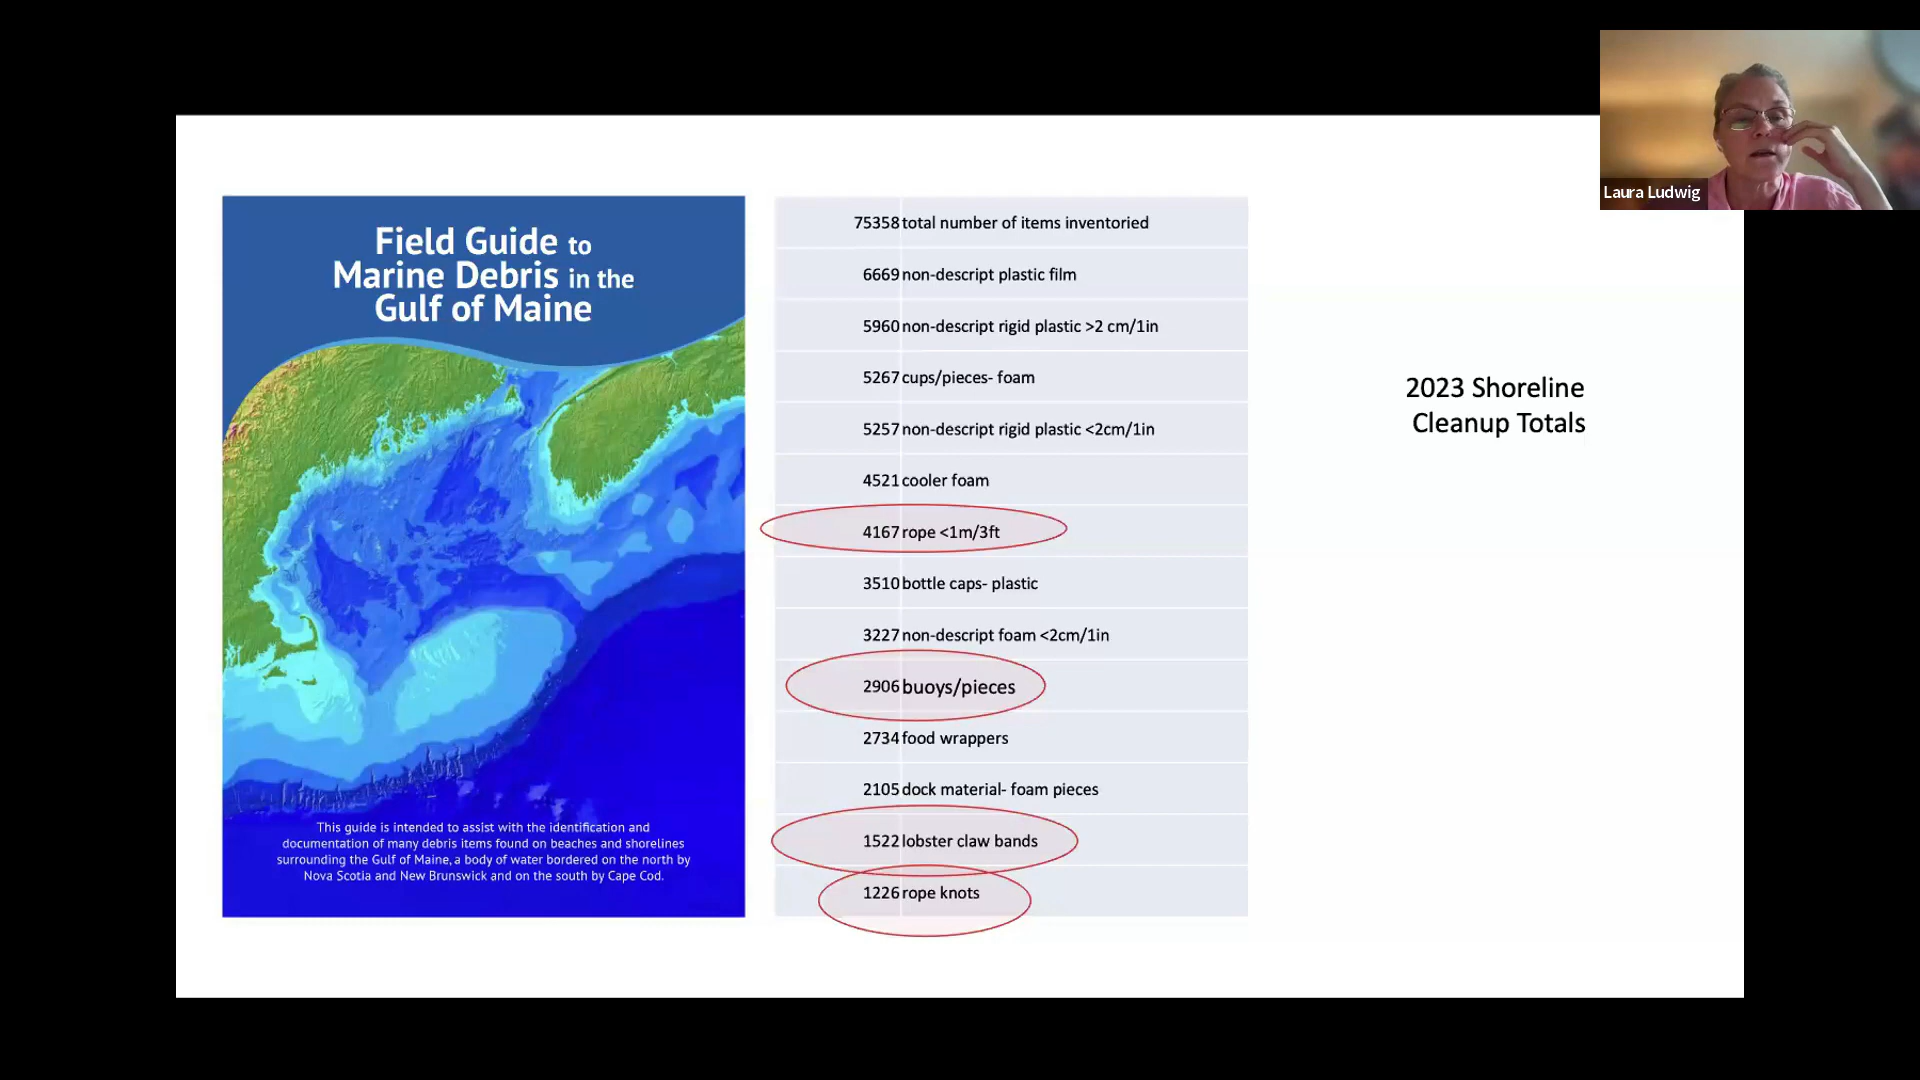 Field Guide to
Marine Debris in the
Gulf of Maine
This guide is intended to assist with the identification and
documentation of many debris items found on beaches and shorelines
surrounding the Gulf of Maine, a body of water bordered on the north by
Nova Scotia and New Brunswick and on the south by Cape Cod.
75358 total number of items inventoried
6669 non-descript plastic film
5960 non-descript rigid plastic >2 cm/1in
5267 cups/pieces- foam
5257 non-descript rigid plastic <2cm/1in
4521 cooler foam
4167 rope <1m/3ft
3510 bottle caps- plastic
3227 non-descript foam <2cm/1in
2906 buoys/pieces
2734 food wrappers
2105 dock material- foam pieces
1522 lobster claw bands
1226 rope knots
2023 Shoreline
Cleanup Totals
Laura Ludwig